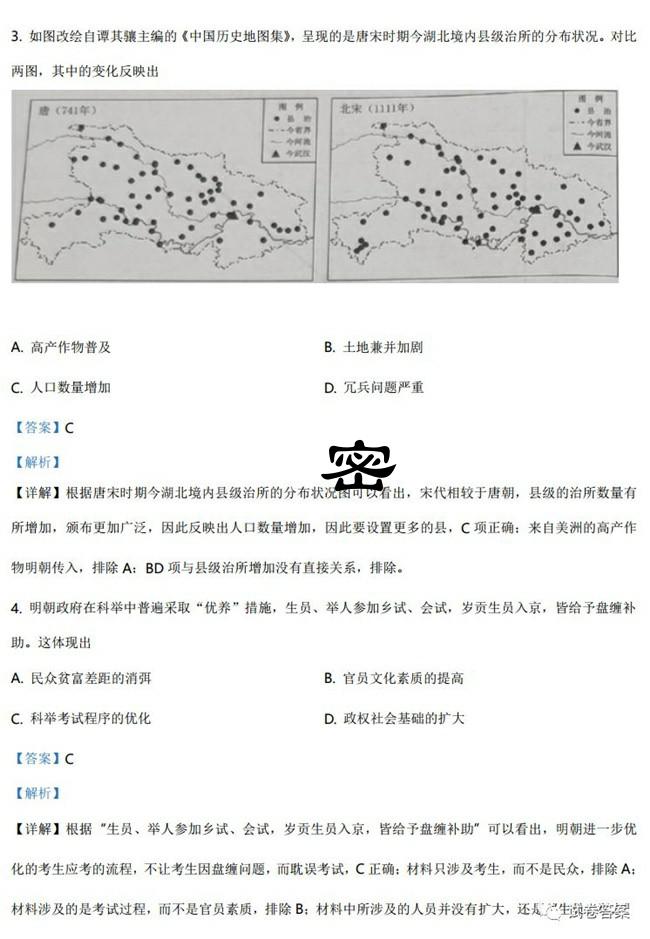 3. 如图改绘自谭其骧主编的《中国历史地图集》，呈现的是唐宋时期今湖北境内县级治所的分布状况。对比
两图，其中的变化反映出
唐（741年）
图 例
县 治
今省界
今河流
今武汉
北宋（1111年）
图 例
县 治
今省界
今河流
今武汉
A. 高产作物普及
B. 土地兼并加剧
C. 人口数量增加
D. 冗兵问题严重
【答案】C
【解析】
密
【详解】根据唐宋时期今湖北境内县级治所的分布状况图可以看出，宋代相较于唐朝，县级的治所数量有
所增加，颁布更加广泛，因此反映出人口数量增加，因此要设置更多的县，C 项正确；来自美洲的高产作
物明朝传入，排除 A；BD 项与县级治所增加没有直接关系，排除。
4. 明朝政府在科举中普遍采取“优养”措施，生员、举人参加乡试、会试，岁贡生员入京，皆给予盘缠补
助。这体现出
A. 民众贫富差距的消弭
B. 官员文化素质的提高
C. 科举考试程序的优化
D. 政权社会基础的扩大
【答案】C
【解析】
【详解】根据“生员、举人参加乡试、会试，岁贡生员入京，皆给予盘缠补助”可以看出，明朝进一步优
化的考生应考的流程，不让考生因盘缠问题，而耽误考试，C 正确；材料只涉及考生，而不是民众，排除 A；
材料涉及的是考试过程，而不是官员素质，排除 B；材料中所涉及的人员并没有扩大，还是
试卷答案